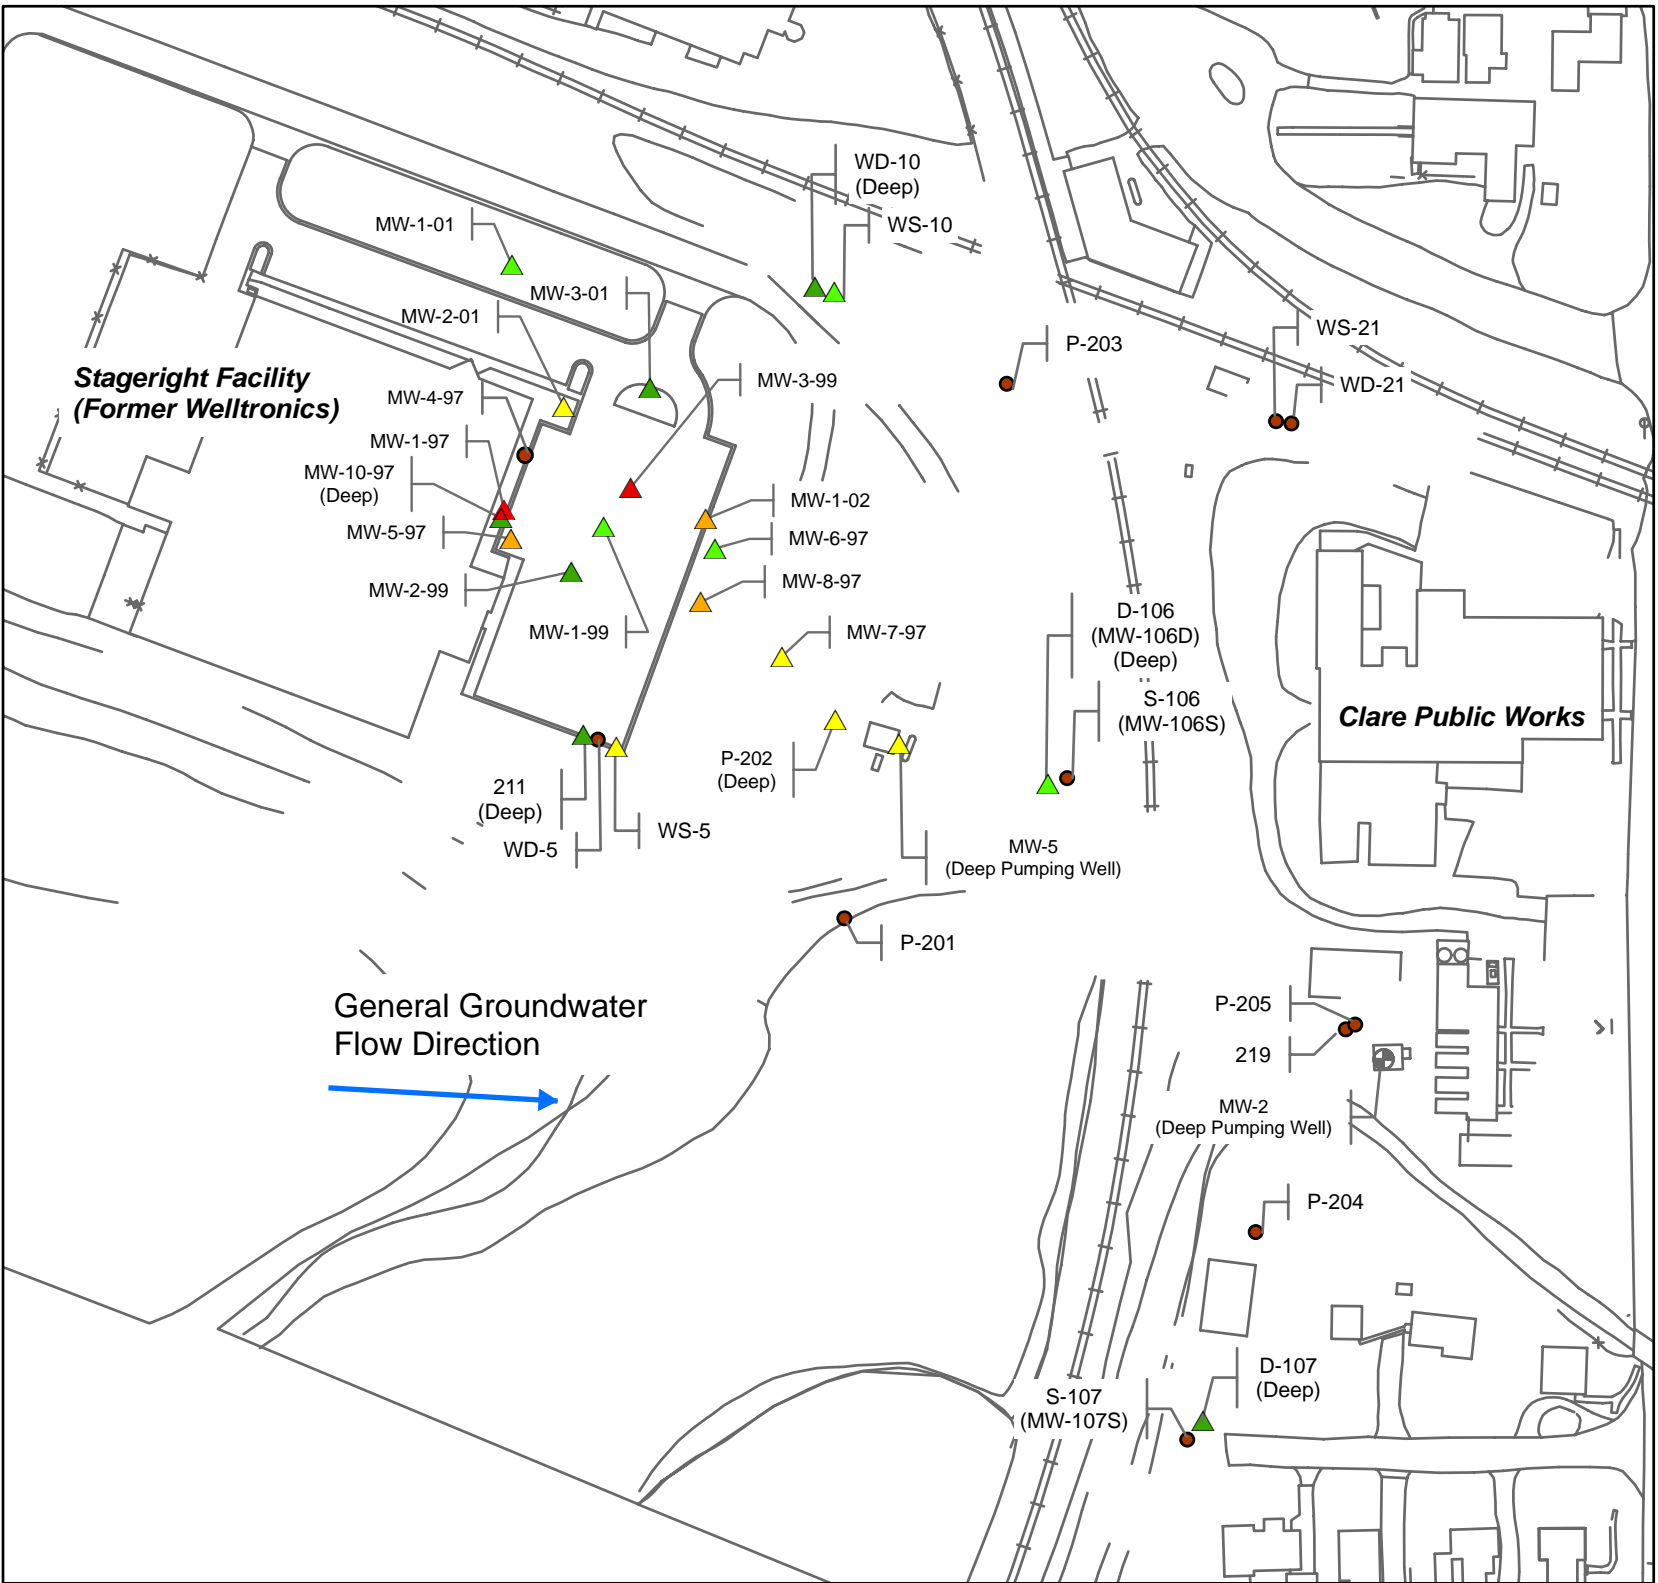 WD-10
(Deep)
WS-10
MW-1-01
MW-3-01
MW-2-01
WS-21
P-203
Stageright Facility
(Former Welltronics)
MW-3-99
WD-21
MW-4-97
MW-1-97
MW-10-97
(Deep)
MW-1-02
MW-5-97
MW-6-97
MW-2-99
MW-8-97
MW-1-99
MW-7-97
D-106
(MW-106D)
(Deep)
S-106
(MW-106S)
Clare Public Works
P-202
(Deep)
211
(Deep)
WS-5
WD-5
MW-5
(Deep Pumping Well)
P-201
General Groundwater
Flow Direction
P-205
219
MW-2
(Deep Pumping Well)
P-204
D-107
(Deep)
S-107
(MW-107S)